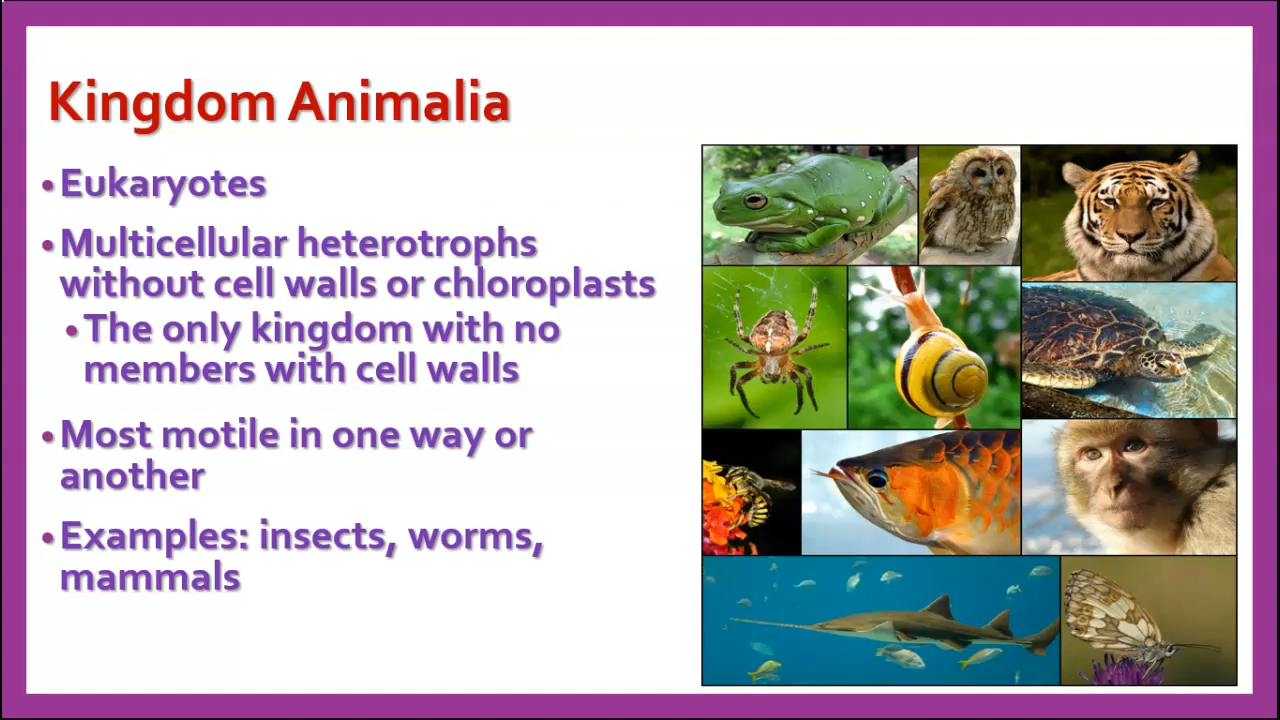 Kingdom Animalia
•Eukaryotes
•Multicellular heterotrophs
without cell walls or chloroplasts
•The only kingdom with no
members with cell walls
•Most motile in one way or
another
•Examples: insects, worms,
mammals